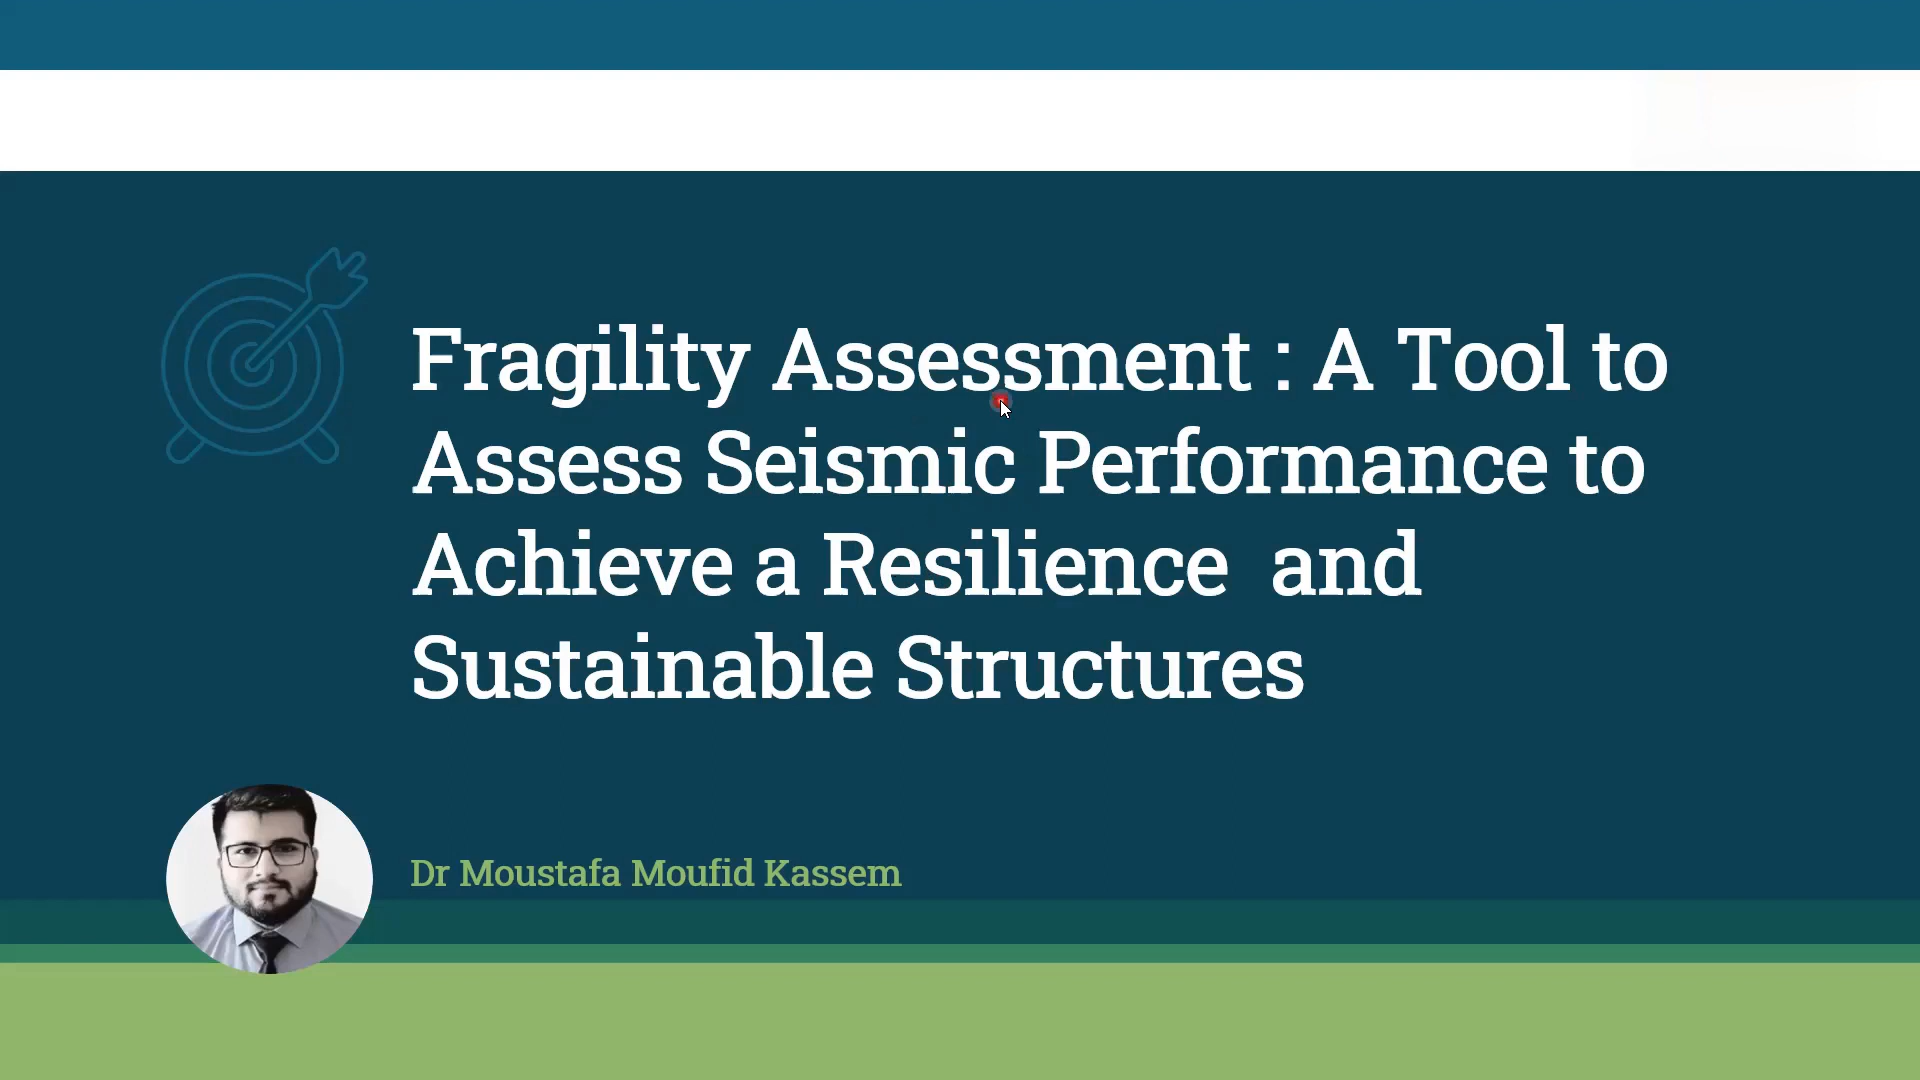 Fragility Assessment : A Tool to
Assess Seismic Performance to
Achieve a Resilience  and
Sustainable Structures
Dr Moustafa Moufid Kassem